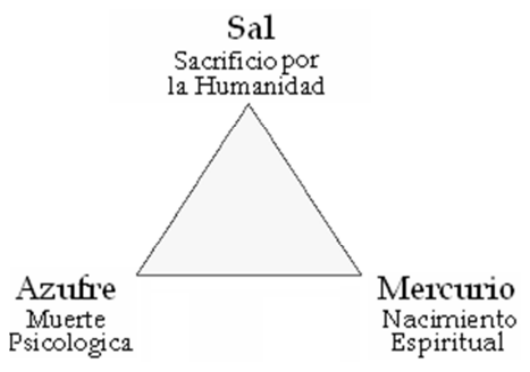 Sal
Sacrificio por
la Humanidad
Azufre
Muerte
Psicologica
Mercurio
Nacimiento
Espiritual